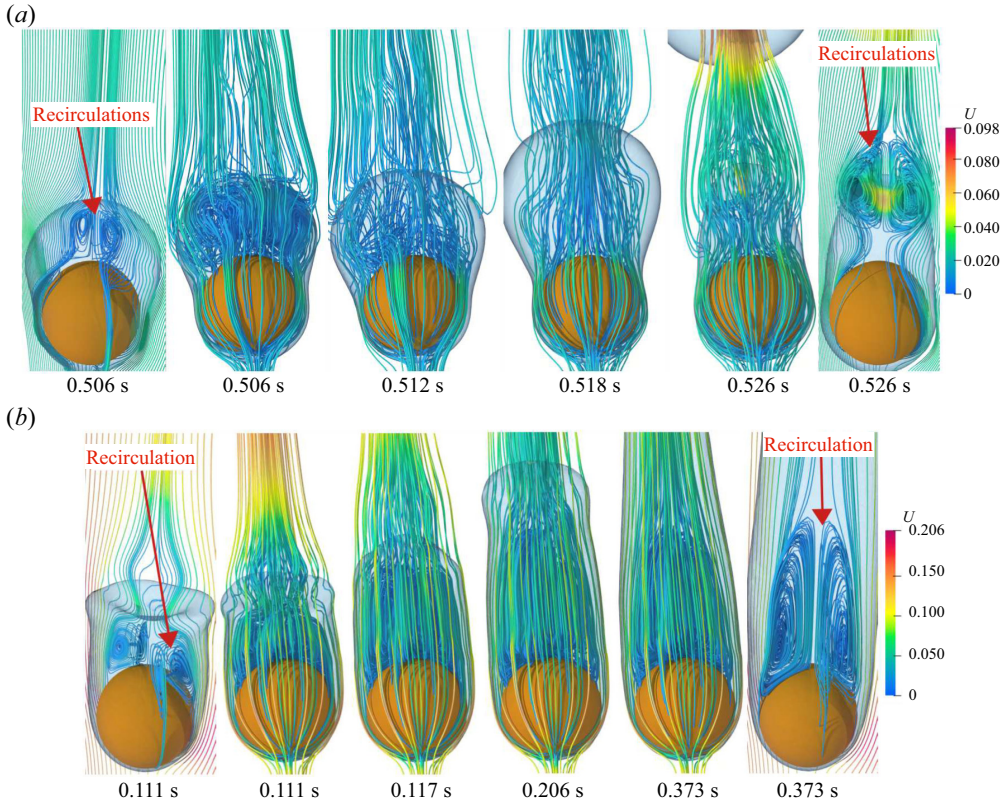 (a)
Recirculations
Recirculations
U
0.098
0.080
0.060
0.040
0.020
0
0.506 s
0.506 s
0.512 s
0.518 s
0.526 s
0.526 s
(b)
Recirculation
Recirculation
U
0.206
0.150
0.100
0.050
0
0.111 s
0.111 s
0.117 s
0.206 s
0.373 s
0.373 s